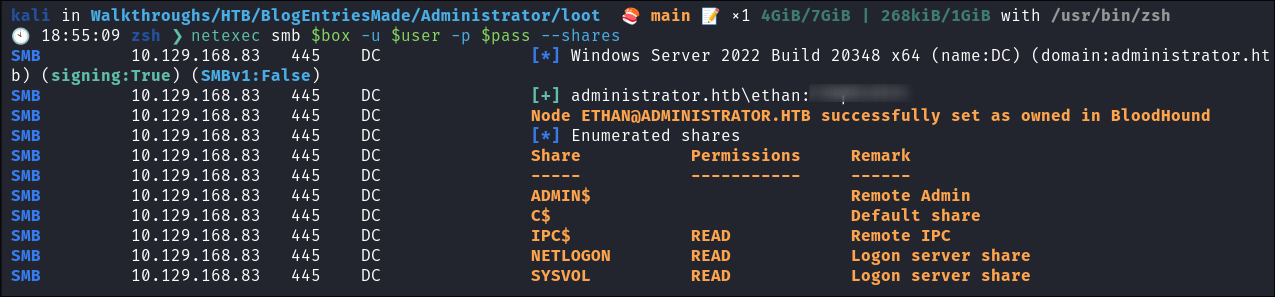 kali in Walkthroughs/HTB/BlogEntriesMade/Administrator/loot 🍣 main 📝 ×1 4GiB/7GiB | 268kiB/1GiB with /usr/bin/zsh
🕙 18:55:09 zsh ❯ netexec smb $box -u $user -p $pass --shares
SMB 10.129.168.83 445 DC [*] Windows Server 2022 Build 20348 x64 (name:DC) (domain:administrator.ht
b) (signing:True) (SMBv1:False)
SMB 10.129.168.83 445 DC [+] administrator.htb\ethan:
SMB 10.129.168.83 445 DC Node ETHAN@ADMINISTRATOR.HTB successfully set as owned in BloodHound
SMB 10.129.168.83 445 DC [*] Enumerated shares
SMB 10.129.168.83 445 DC Share Permissions Remark
SMB 10.129.168.83 445 DC ----- ----------- ------
SMB 10.129.168.83 445 DC ADMIN$ Remote Admin
SMB 10.129.168.83 445 DC C$ Default share
SMB 10.129.168.83 445 DC IPC$ READ Remote IPC
SMB 10.129.168.83 445 DC NETLOGON READ Logon server share
SMB 10.129.168.83 445 DC SYSVOL READ Logon server share